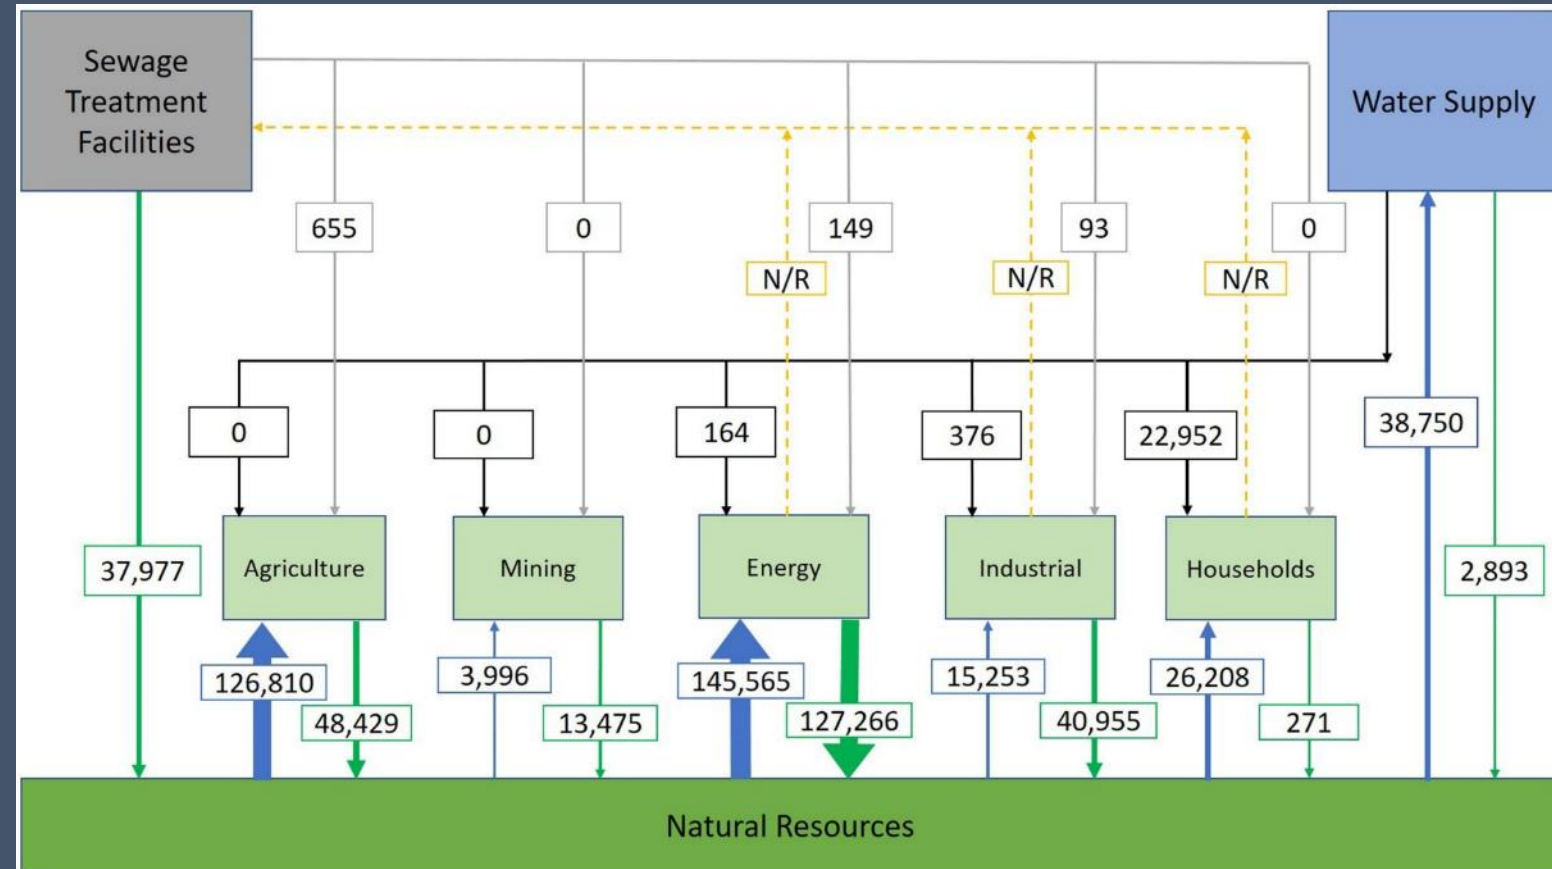 Sewage
Treatment
Facilities
Water Supply
655
0
149
93
0
N/R
N/R
N/R
0
0
164
376
22,952
38,750
37,977
Agriculture
Mining
Energy
Industrial
Households
2,893
126,810
3,996
145,565
15,253
26,208
48,429
13,475
127,266
40,955
271
Natural Resources